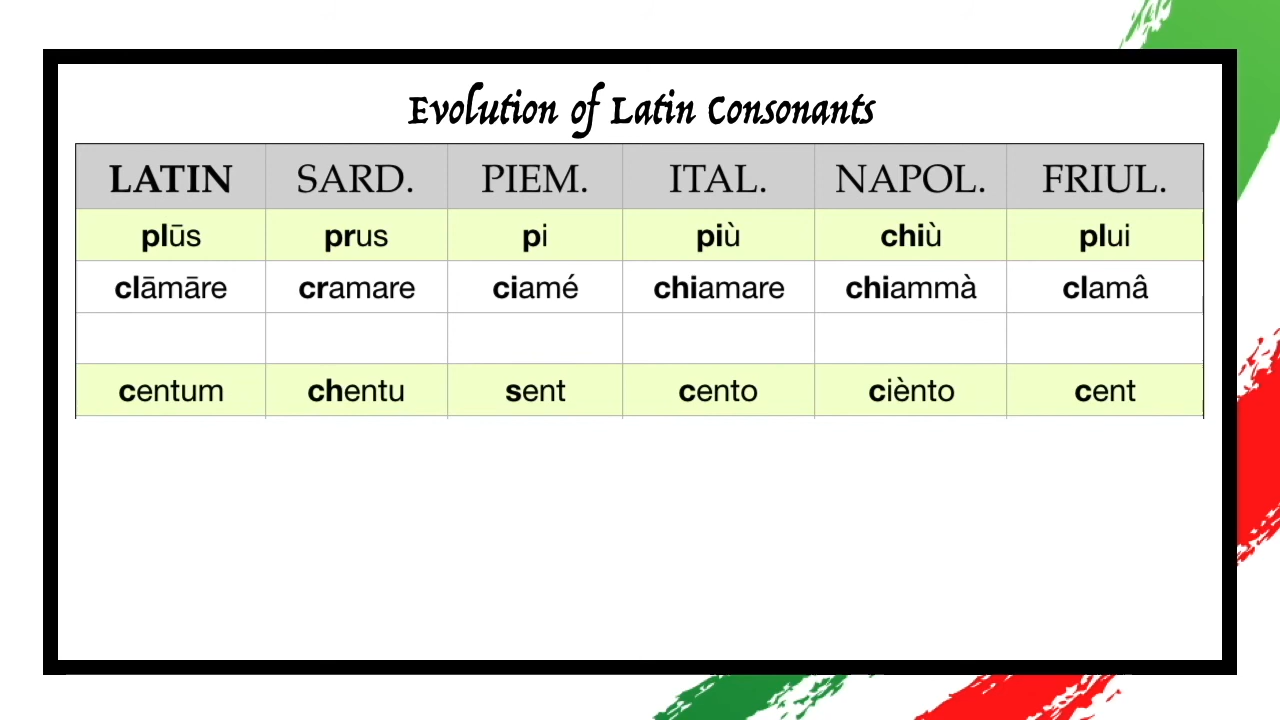 Evolution of Latin Consonants
LATIN SARD. PIEM. ITAL. NAPOL. FRIUL.
plūs prus pi più chiù plui
clāmāre cramare ciamé chiamare chiammà clamâ
centum chentu sent cento ciènto cent